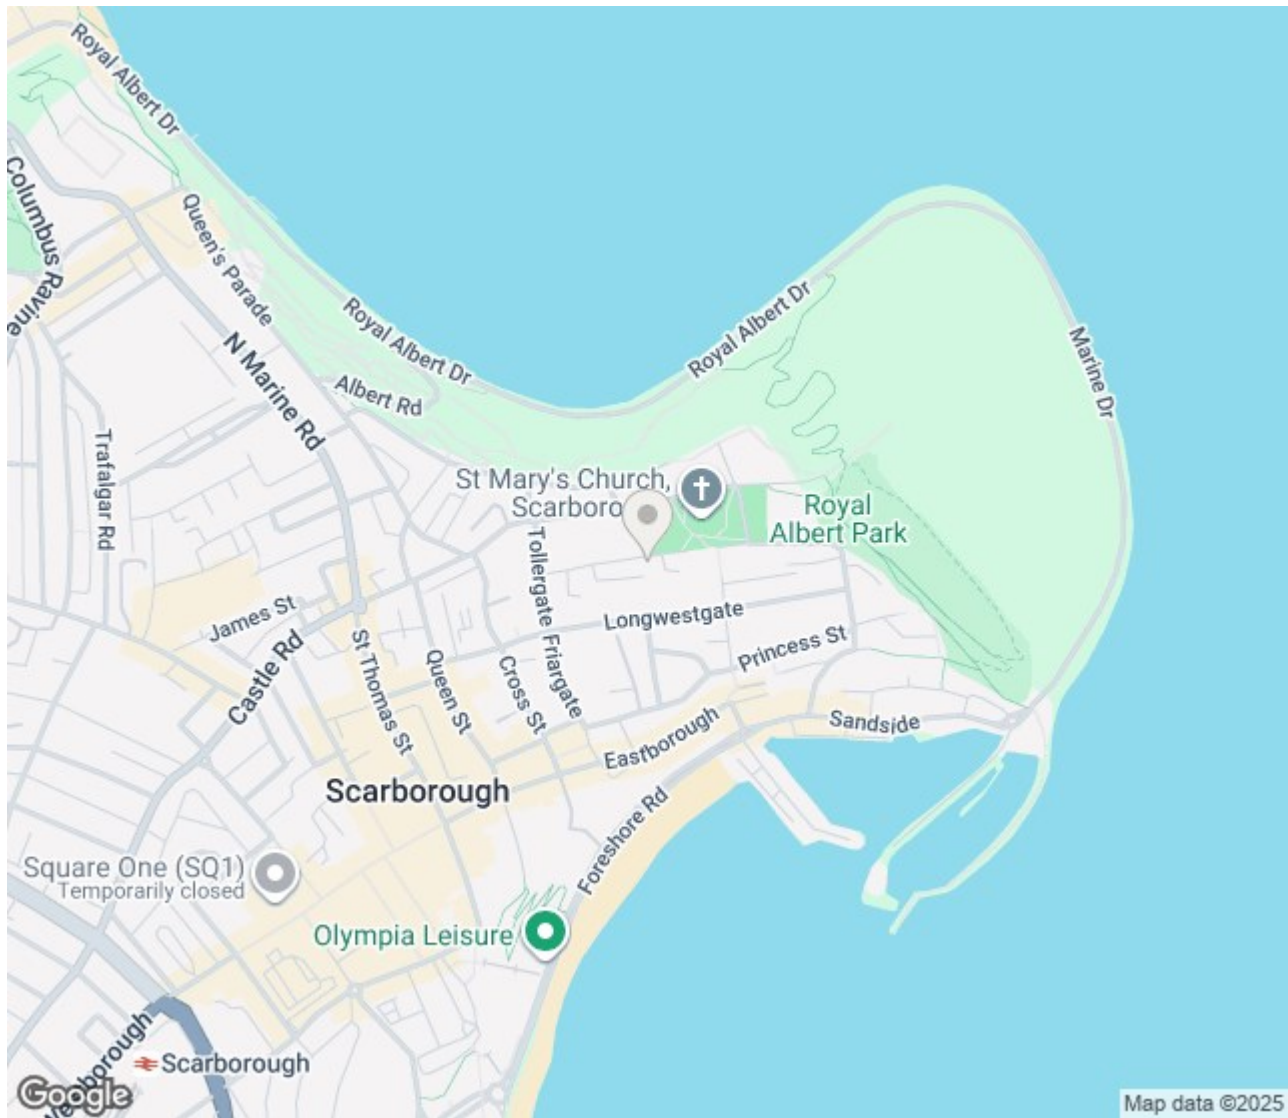 Royal Albert Dr
Columbus Ravine
Queen's Parade
Royal Albert Dr
Royal Albert Dr
Marine Dr
N Marine Rd
Albert Rd
Trafalgar Rd
St Mary's Church,
Scarboro
Royal
Albert Park
Tollergate
Friargate
James St
Longwestgate
Castle Rd
St Thomas St
Queen St
Cross St
Princess St
Eastborough
Sandside
Scarborough
Foreshore Rd
Square One (SQ1)
Temporarily closed
Olympia Leisure
Westborough
Scarborough
Google
Map data ©2025